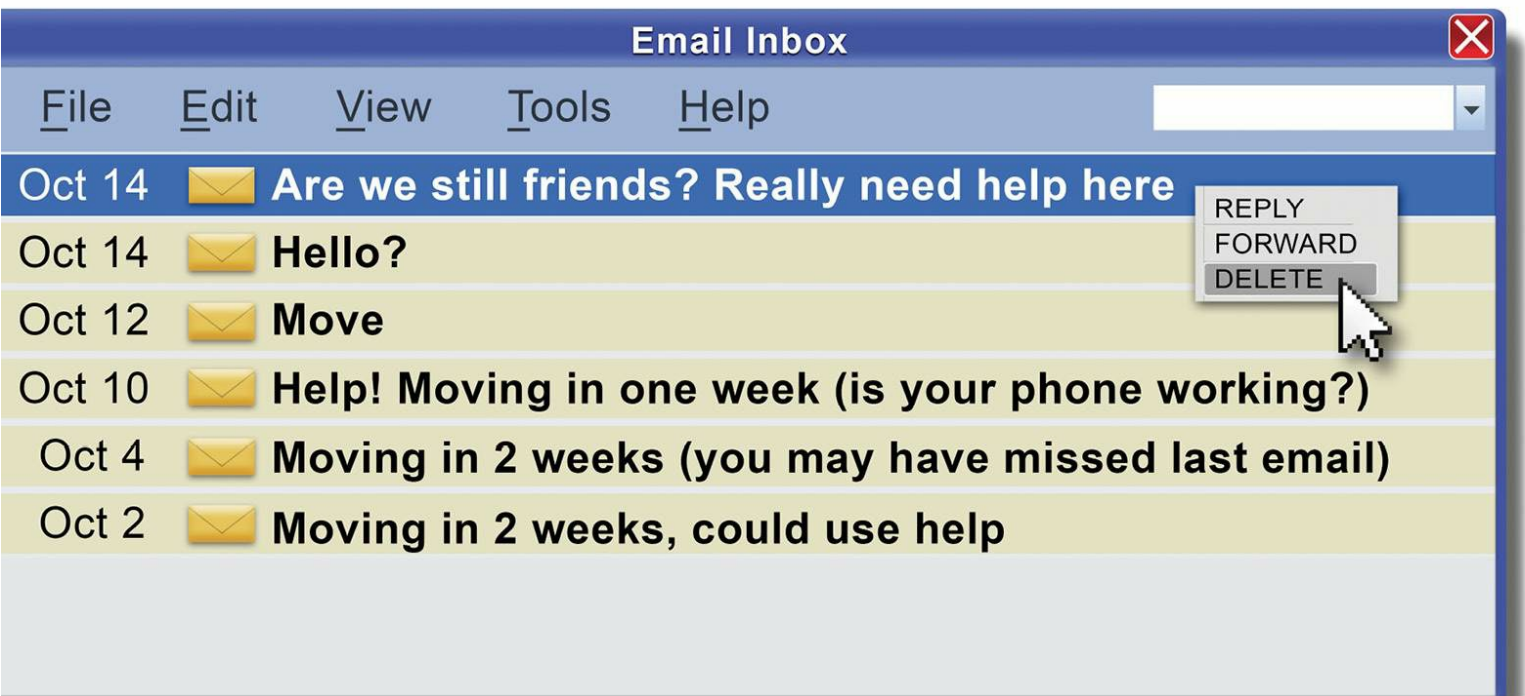 Email Inbox
File Edit View Tools Help
Oct 14 Are we still friends? Really need help here
REPLY
FORWARD
DELETE
Oct 14 Hello?
Oct 12 Move
Oct 10 Help! Moving in one week (is your phone working?)
Oct 4 Moving in 2 weeks (you may have missed last email)
Oct 2 Moving in 2 weeks, could use help